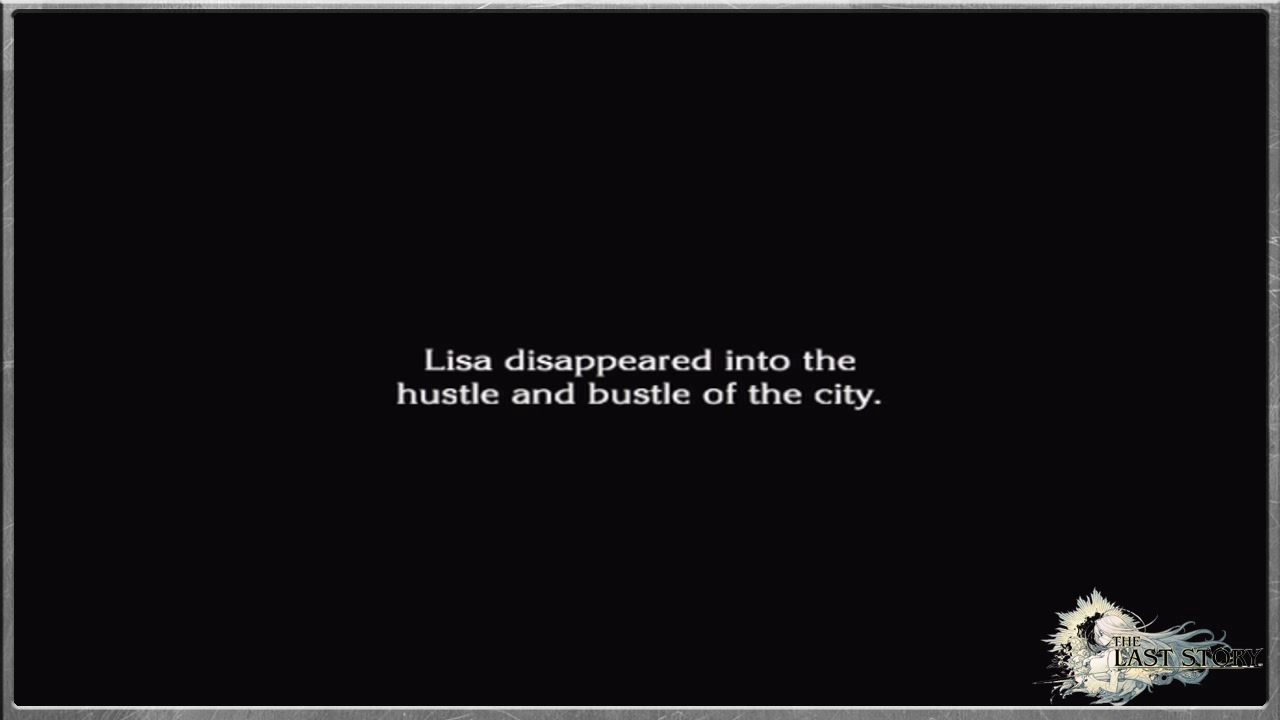 Lisa disappeared into the
hustle and bustle of the city.
THE
LAST STORY